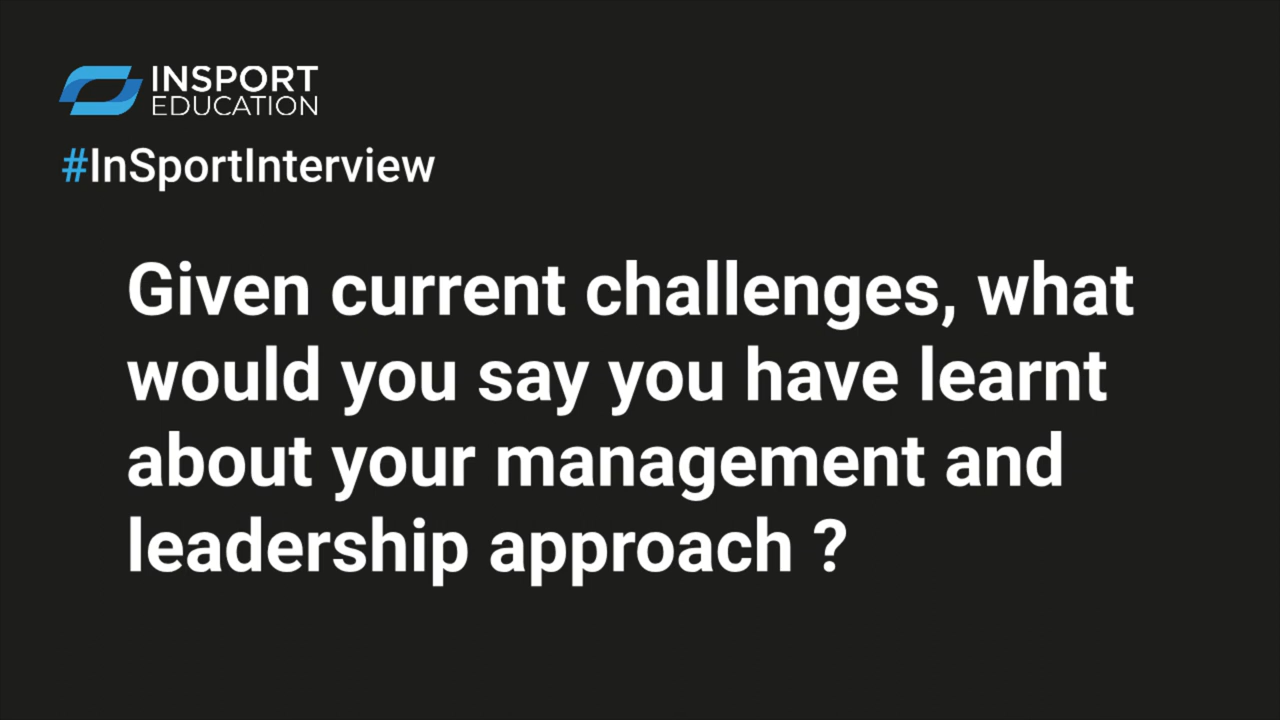 INSPORT
EDUCATION
#InSportInterview
Given current challenges, what
would you say you have learnt
about your management and
leadership approach ?